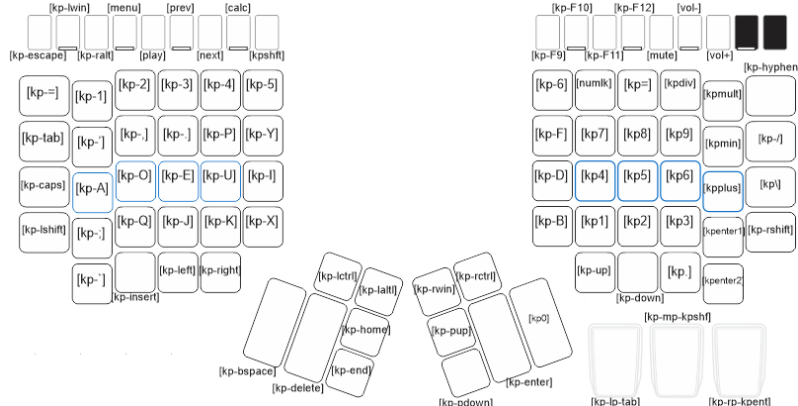 [kp-lwin] [menu] [prev] [calc] [kp-F10] [kp-F12] [vol-]
[kp-escape] [kp-ralt] [play] [next] [kpshft] [kp-F9] [kp-F11] [mute] [vol+]
[kp-hyphen]
[kp-=] [kp-1] [kp-2] [kp-3] [kp-4] [kp-5] [kp-6] [numlk] [kp=] [kpdiv] [kpmult]
[kp-tab] [kp-'] [kp-,] [kp-.] [kp-P] [kp-Y] [kp-F] [kp7] [kp8] [kp9] [kpmin] [kp-/]
[kp-caps] [kp-A] [kp-O] [kp-E] [kp-U] [kp-I] [kp-D] [kp4] [kp5] [kp6] [kpplus] [kp\]
[kp-lshift] [kp-;] [kp-Q] [kp-J] [kp-K] [kp-X] [kp-B] [kp1] [kp2] [kp3] [kpenter1] [kp-rshift]
[kp-`] [kp-insert] [kp-left] [kp-right] [kp-up] [kp-down] [kp.] [kpenter2]
[kp-lctrl] [kp-laltl] [kp-rwin] [kp-rctrl]
[kp-home] [kp-pup] [kp0]
[kp-mp-kpshf]
[kp-bspace] [kp-delete] [kp-end] [kp-pdown] [kp-enter]
[kp-lp-tab] [kp-rp-kpent]